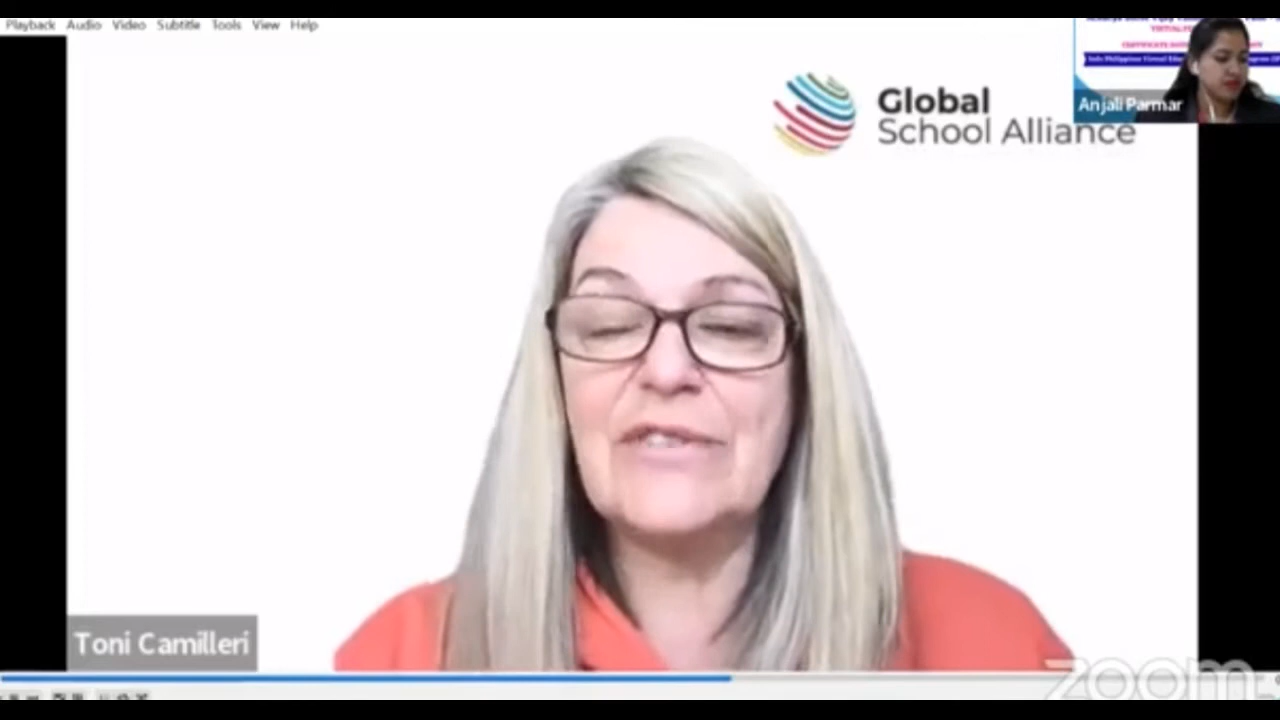 Playback Audio Video Subtitle Tools View Help
Global
School Alliance
Anjali Parmar
Toni Camilleri
zoom